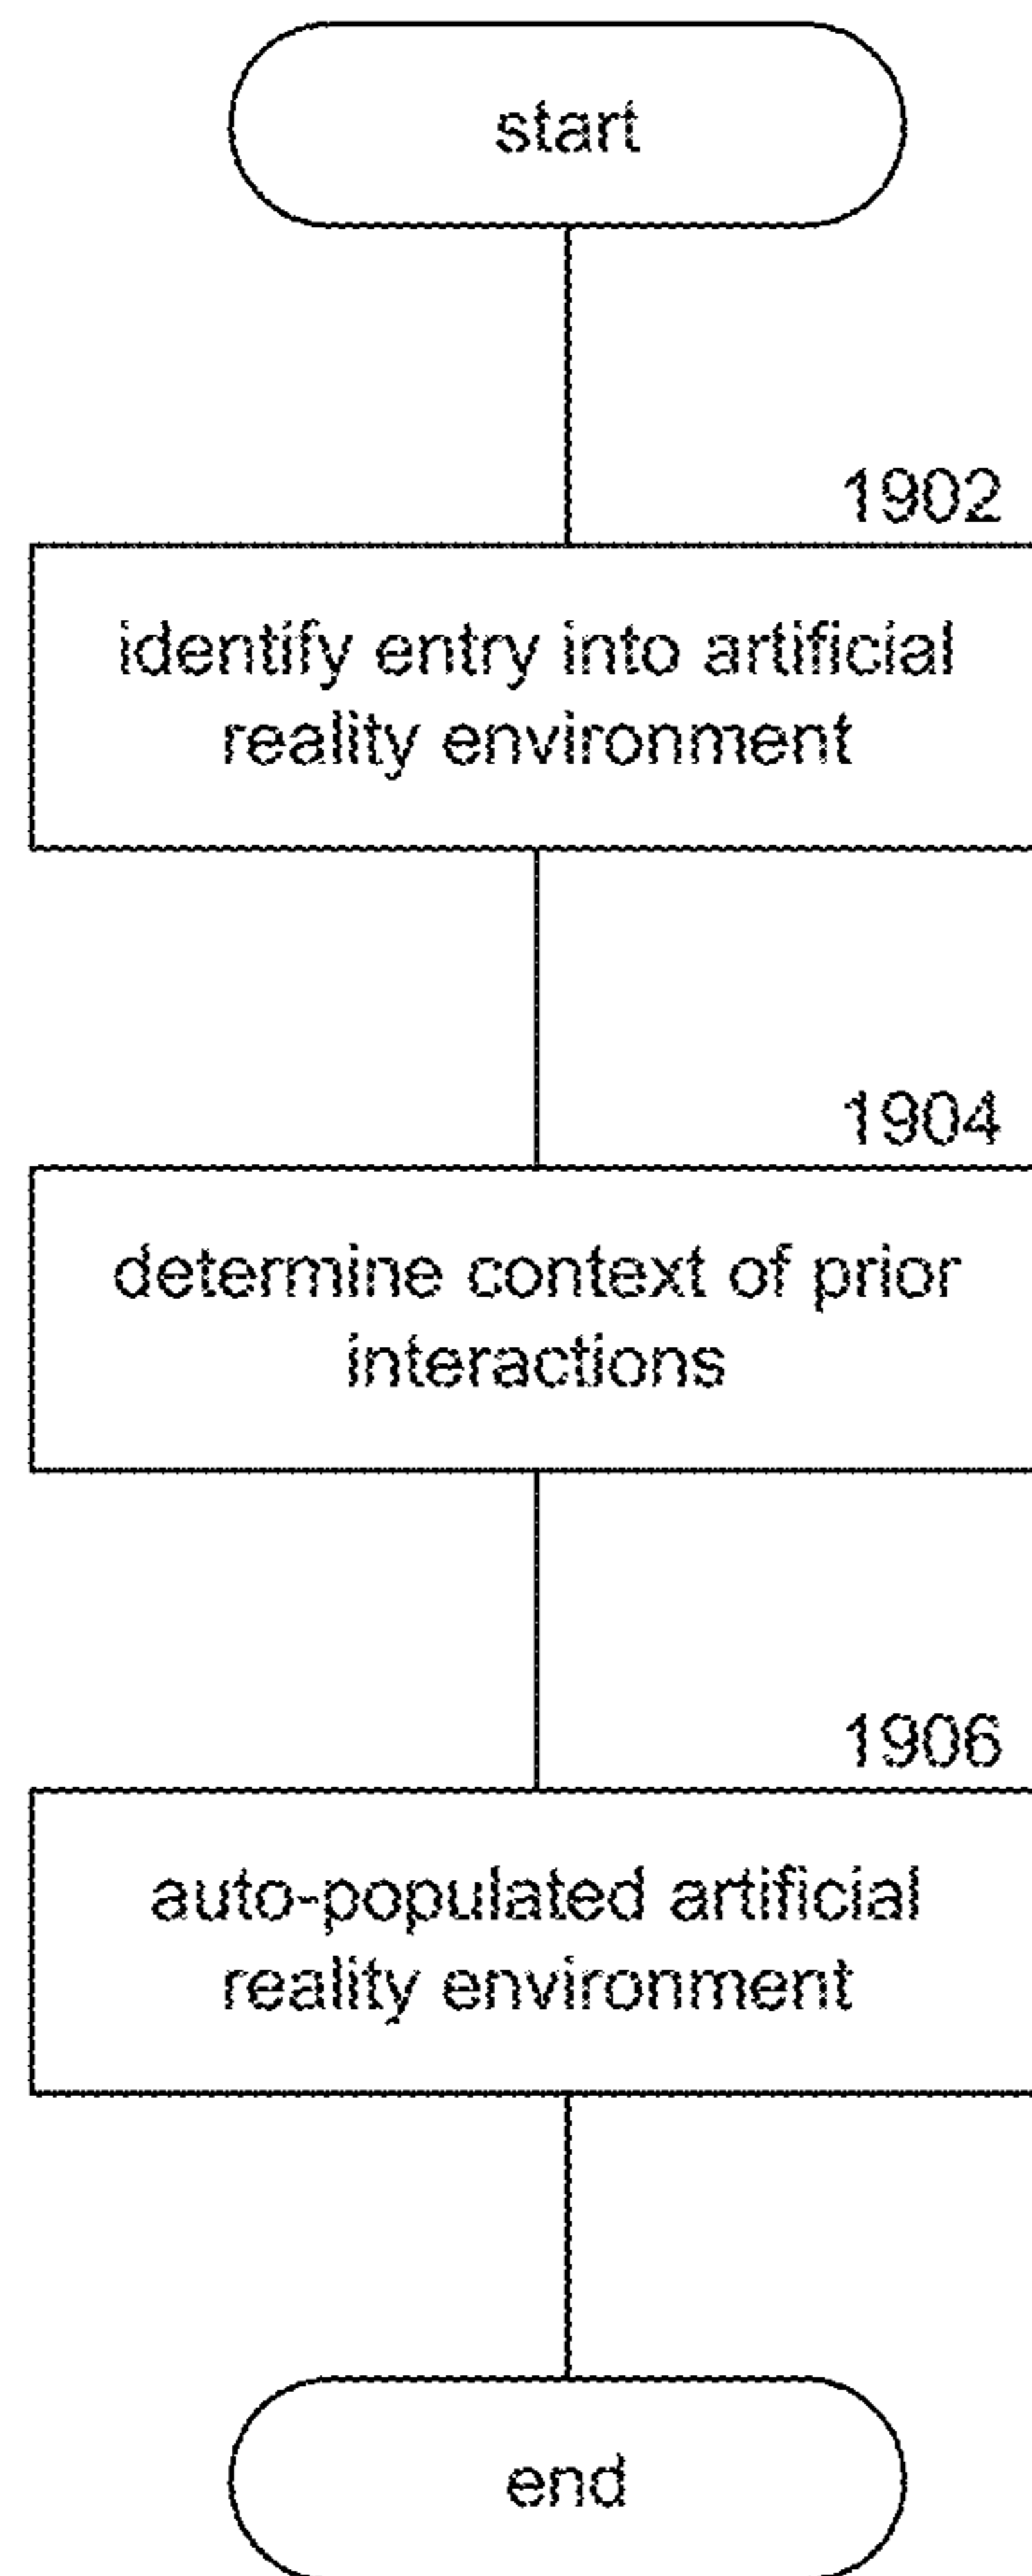 start
1902
identify entry into artificial
reality environment
1904
determine context of prior
interactions
1906
auto-populated artificial
reality environment
end